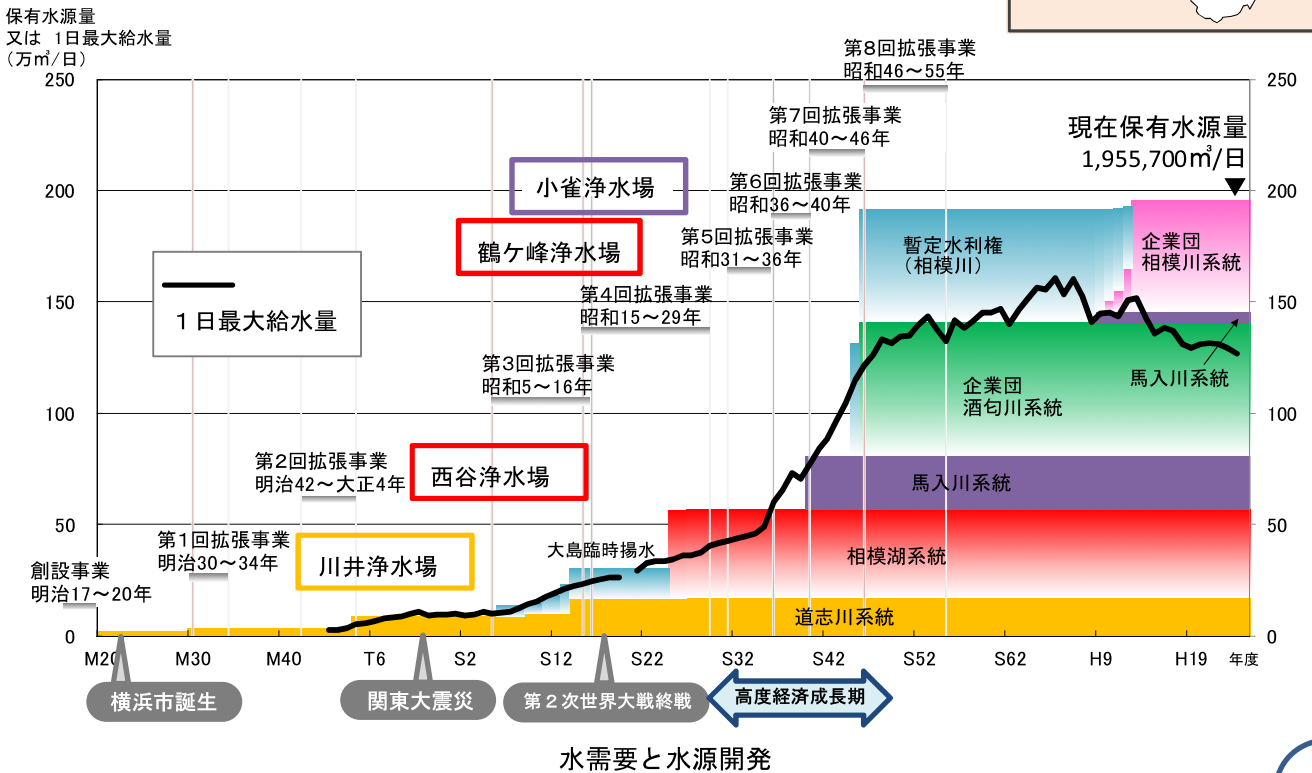 保有水源量
又は 1日最大給水量
(万㎥/日)
250
200
150
100
50
0
250
200
150
100
50
0
第8回拡張事業
昭和46～55年
第7回拡張事業
昭和40～46年
第6回拡張事業
昭和36～40年
第5回拡張事業
昭和31～36年
第4回拡張事業
昭和15～29年
第3回拡張事業
昭和5～16年
第2回拡張事業
明治42～大正4年
第1回拡張事業
明治30～34年
創設事業
明治17～20年
現在保有水源量
1,955,700㎥/日
▼
小雀浄水場
鶴ケ峰浄水場
西谷浄水場
川井浄水場
1日最大給水量
暫定水利権
(相模川)
企業団
相模川系統
企業団
酒匂川系統
馬入川系統
馬入川系統
大島臨時揚水
相模湖系統
道志川系統
M20 M30 M40 T6 S2 S12 S22 S32 S42 S52 S62 H9 H19 年度
横浜市誕生
関東大震災
第2次世界大戦終戦
高度経済成長期
水需要と水源開発